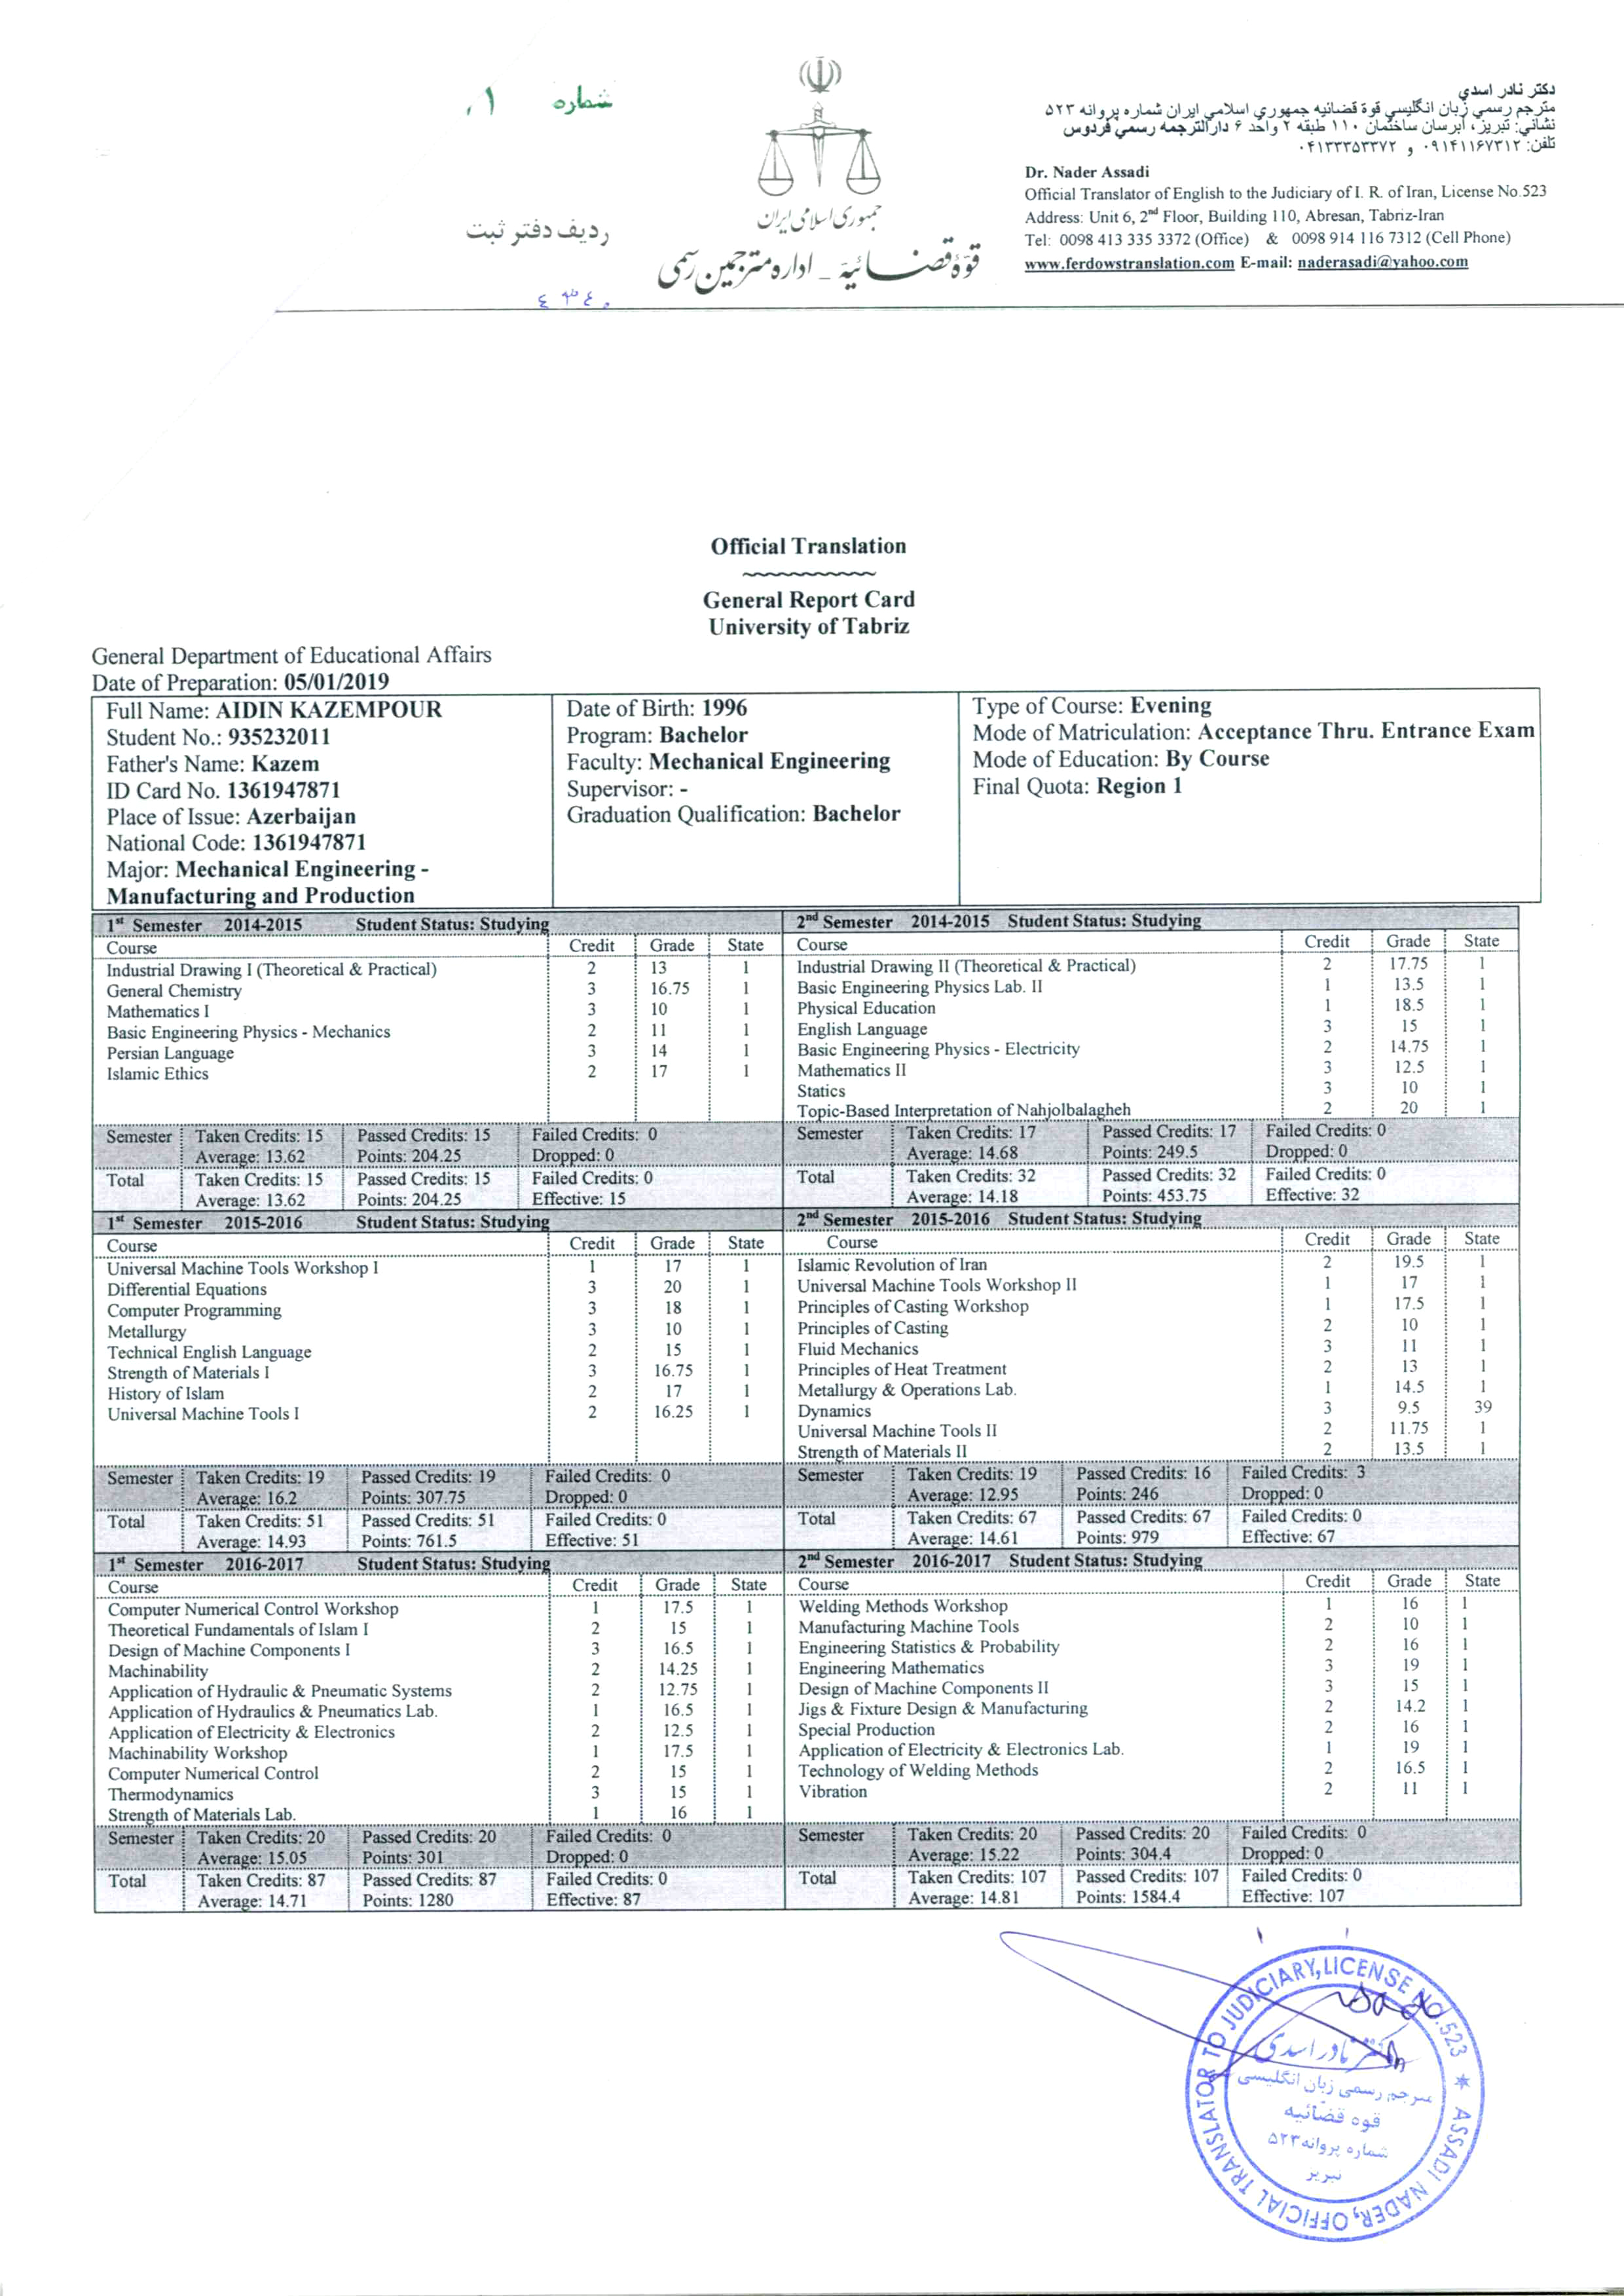 شماره ۱۰
ردیف دفتر ثبت
جمهوری اسلامی ایران
قوّۀ قضائیّه ـ اداره مترجمین رسمی
دکتر نادر اسدی
مترجم رسمی زبان انگلیسی قوۀ قضائیه جمهوری اسلامی ایران شماره پروانه ۵۲۳
نشانی: تبریز، آبرسان ساختمان ۱۱۰ طبقه ۲ واحد ۶ دارالترجمه رسمی فردوس
تلفن: ۰۹۱۴۱۱۶۷۳۱۲ و ۰۴۱۳۳۳۵۳۳۷۲
Dr. Nader Assadi
Official Translator of English to the Judiciary of I. R. of Iran, License No.523
Address: Unit 6, 2nd Floor, Building 110, Abresan, Tabriz-Iran
Tel: 0098 413 335 3372 (Office) & 0098 914 116 7312 (Cell Phone)
www.ferdowstranslation.com E-mail: naderasadi@yahoo.com
Official Translation
~~~~~~~~~~~~
General Report Card
University of Tabriz
General Department of Educational Affairs
Date of Preparation: 05/01/2019
Full Name: AIDIN KAZEMPOUR
Student No.: 935232011
Father's Name: Kazem
ID Card No. 1361947871
Place of Issue: Azerbaijan
National Code: 1361947871
Major: Mechanical Engineering -
Manufacturing and Production
Date of Birth: 1996
Program: Bachelor
Faculty: Mechanical Engineering
Supervisor: -
Graduation Qualification: Bachelor
Type of Course: Evening
Mode of Matriculation: Acceptance Thru. Entrance Exam
Mode of Education: By Course
Final Quota: Region 1
1st Semester 2014-2015 Student Status: Studying
Course Credit Grade State
Industrial Drawing I (Theoretical & Practical) 2 13 1
General Chemistry 3 16.75 1
Mathematics I 3 10 1
Basic Engineering Physics - Mechanics 2 11 1
Persian Language 3 14 1
Islamic Ethics 2 17 1
Semester Taken Credits: 15 Passed Credits: 15 Failed Credits: 0
Average: 13.62 Points: 204.25 Dropped: 0
Total Taken Credits: 15 Passed Credits: 15 Failed Credits: 0
Average: 13.62 Points: 204.25 Effective: 15
2nd Semester 2014-2015 Student Status: Studying
Course Credit Grade State
Industrial Drawing II (Theoretical & Practical) 2 17.75 1
Basic Engineering Physics Lab. II 1 13.5 1
Physical Education 1 18.5 1
English Language 3 15 1
Basic Engineering Physics - Electricity 2 14.75 1
Mathematics II 3 12.5 1
Statics 3 10 1
Topic-Based Interpretation of Nahjolbalagheh 2 20 1
Semester Taken Credits: 17 Passed Credits: 17 Failed Credits: 0
Average: 14.68 Points: 249.5 Dropped: 0
Total Taken Credits: 32 Passed Credits: 32 Failed Credits: 0
Average: 14.18 Points: 453.75 Effective: 32
1st Semester 2015-2016 Student Status: Studying
Course Credit Grade State
Universal Machine Tools Workshop I 1 17 1
Differential Equations 3 20 1
Computer Programming 3 18 1
Metallurgy 3 10 1
Technical English Language 2 15 1
Strength of Materials I 3 16.75 1
History of Islam 2 17 1
Universal Machine Tools I 2 16.25 1
Semester Taken Credits: 19 Passed Credits: 19 Failed Credits: 0
Average: 16.2 Points: 307.75 Dropped: 0
Total Taken Credits: 51 Passed Credits: 51 Failed Credits: 0
Average: 14.93 Points: 761.5 Effective: 51
2nd Semester 2015-2016 Student Status: Studying
Course Credit Grade State
Islamic Revolution of Iran 2 19.5 1
Universal Machine Tools Workshop II 1 17 1
Principles of Casting Workshop 1 17.5 1
Principles of Casting 2 10 1
Fluid Mechanics 3 11 1
Principles of Heat Treatment 2 13 1
Metallurgy & Operations Lab. 1 14.5 1
Dynamics 3 9.5 39
Universal Machine Tools II 2 11.75 1
Strength of Materials II 2 13.5 1
Semester Taken Credits: 19 Passed Credits: 16 Failed Credits: 3
Average: 12.95 Points: 246 Dropped: 0
Total Taken Credits: 67 Passed Credits: 67 Failed Credits: 0
Average: 14.61 Points: 979 Effective: 67
1st Semester 2016-2017 Student Status: Studying
Course Credit Grade State
Computer Numerical Control Workshop 1 17.5 1
Theoretical Fundamentals of Islam I 2 15 1
Design of Machine Components I 3 16.5 1
Machinability 2 14.25 1
Application of Hydraulic & Pneumatic Systems 2 12.75 1
Application of Hydraulics & Pneumatics Lab. 1 16.5 1
Application of Electricity & Electronics 2 12.5 1
Machinability Workshop 1 17.5 1
Computer Numerical Control 2 15 1
Thermodynamics 3 15 1
Strength of Materials Lab. 1 16 1
Semester Taken Credits: 20 Passed Credits: 20 Failed Credits: 0
Average: 15.05 Points: 301 Dropped: 0
Total Taken Credits: 87 Passed Credits: 87 Failed Credits: 0
Average: 14.71 Points: 1280 Effective: 87
2nd Semester 2016-2017 Student Status: Studying
Course Credit Grade State
Welding Methods Workshop 1 16 1
Manufacturing Machine Tools 2 10 1
Engineering Statistics & Probability 2 16 1
Engineering Mathematics 3 19 1
Design of Machine Components II 3 15 1
Jigs & Fixture Design & Manufacturing 2 14.2 1
Special Production 2 16 1
Application of Electricity & Electronics Lab. 1 19 1
Technology of Welding Methods 2 16.5 1
Vibration 2 11 1
Semester Taken Credits: 20 Passed Credits: 20 Failed Credits: 0
Average: 15.22 Points: 304.4 Dropped: 0
Total Taken Credits: 107 Passed Credits: 107 Failed Credits: 0
Average: 14.81 Points: 1584.4 Effective: 107
ASSADI NADER, OFFICIAL TRANSLATOR TO JUDICIARY, LICENSE NO.523
دکتر نادر اسدی
مترجم رسمی زبان انگلیسی
قوه قضائیه
شماره پروانه ۵۲۳
تبریز